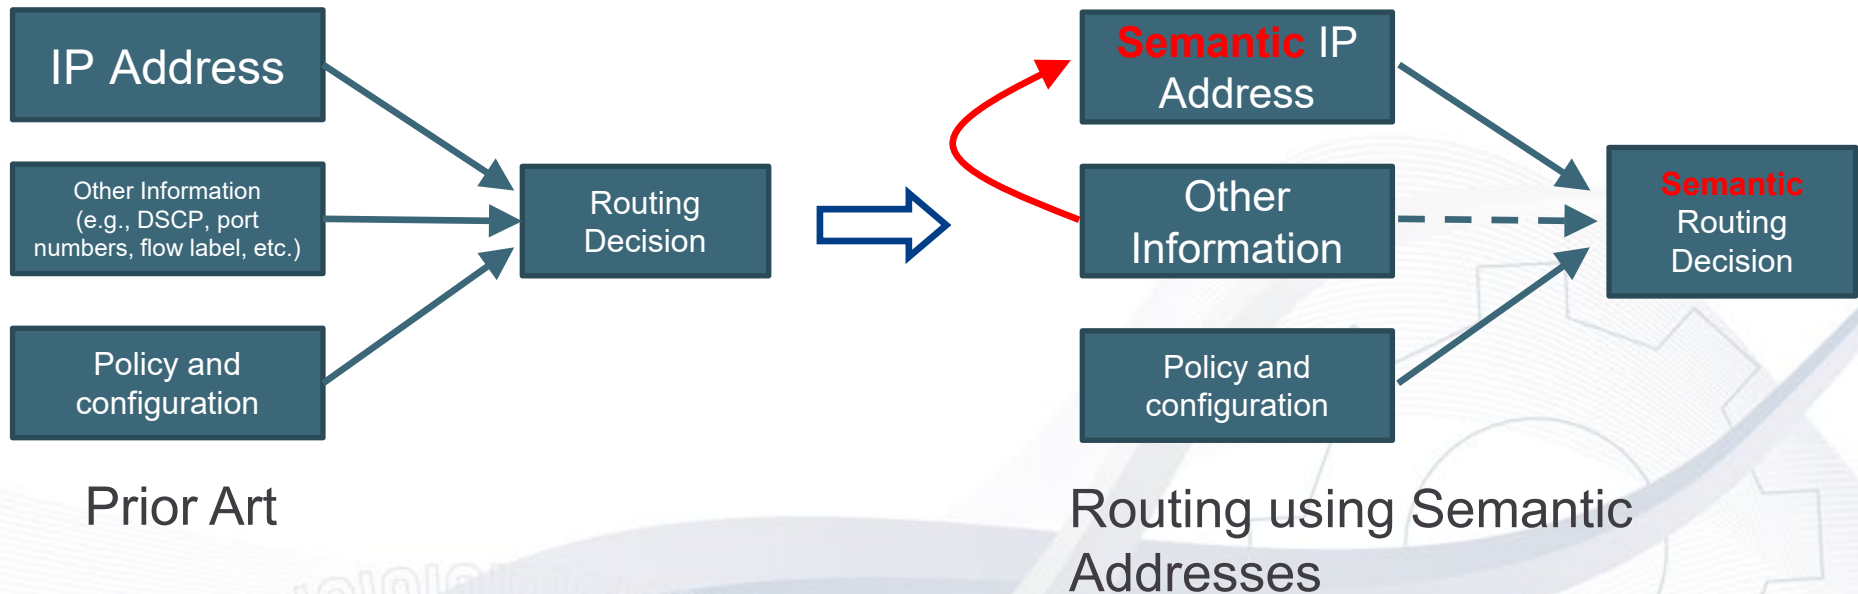 IP Address
Other Information
(e.g., DSCP, port
numbers, flow label, etc.)
Policy and
configuration
Routing
Decision
Prior Art
Semantic IP
Address
Other
Information
Policy and
configuration
Semantic
Routing
Decision
Routing using Semantic
Addresses